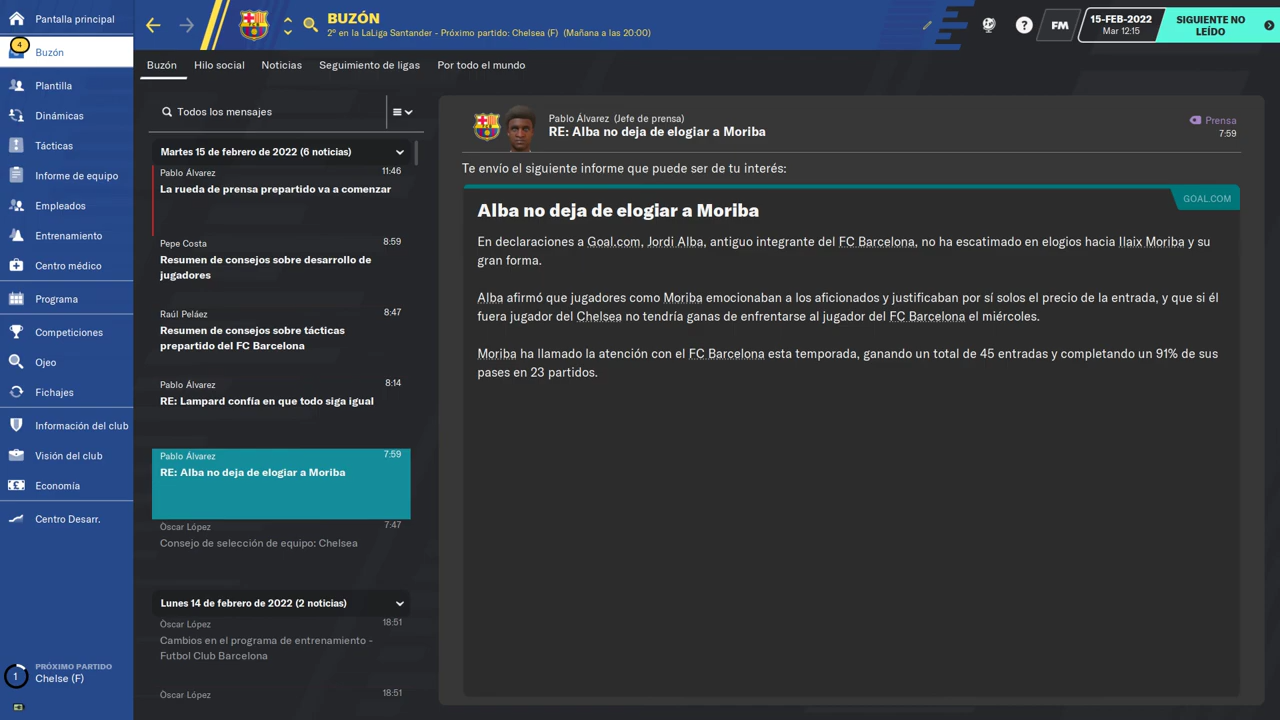 Pantalla principal
4
Buzón
Plantilla
Dinámicas
Tácticas
Informe de equipo
Empleados
Entrenamiento
Centro médico
Programa
Competiciones
Ojeo
Fichajes
Información del club
Visión del club
Economía
Centro Desarr.
PRÓXIMO PARTIDO
1
Chelse (F)
BUZÓN
2º en la LaLiga Santander - Próximo partido: Chelsea (F) (Mañana a las 20:00)
?
FM
15-FEB-2022
Mar 12:15
SIGUIENTE NO
LEÍDO
Buzón Hilo social Noticias Seguimiento de ligas Por todo el mundo
Todos los mensajes
Martes 15 de febrero de 2022 (6 noticias)
Pablo Álvarez 11:46
La rueda de prensa prepartido va a comenzar
Pepe Costa 8:59
Resumen de consejos sobre desarrollo de
jugadores
Raúl Peláez 8:47
Resumen de consejos sobre tácticas
prepartido del FC Barcelona
Pablo Álvarez 8:14
RE: Lampard confía en que todo siga igual
Pablo Álvarez 7:59
RE: Alba no deja de elogiar a Moriba
Òscar López 7:47
Consejo de selección de equipo: Chelsea
Lunes 14 de febrero de 2022 (2 noticias)
Òscar López 18:51
Cambios en el programa de entrenamiento -
Futbol Club Barcelona
Òscar López 18:51
Pablo Álvarez (Jefe de prensa)
RE: Alba no deja de elogiar a Moriba
Prensa
7:59
Te envío el siguiente informe que puede ser de tu interés:
GOAL.COM
Alba no deja de elogiar a Moriba
En declaraciones a Goal.com, Jordi Alba, antiguo integrante del FC Barcelona, no ha escatimado en elogios hacia Ilaix Moriba y su
gran forma.
Alba afirmó que jugadores como Moriba emocionaban a los aficionados y justificaban por sí solos el precio de la entrada, y que si él
fuera jugador del Chelsea no tendría ganas de enfrentarse al jugador del FC Barcelona el miércoles.
Moriba ha llamado la atención con el FC Barcelona esta temporada, ganando un total de 45 entradas y completando un 91% de sus
pases en 23 partidos.